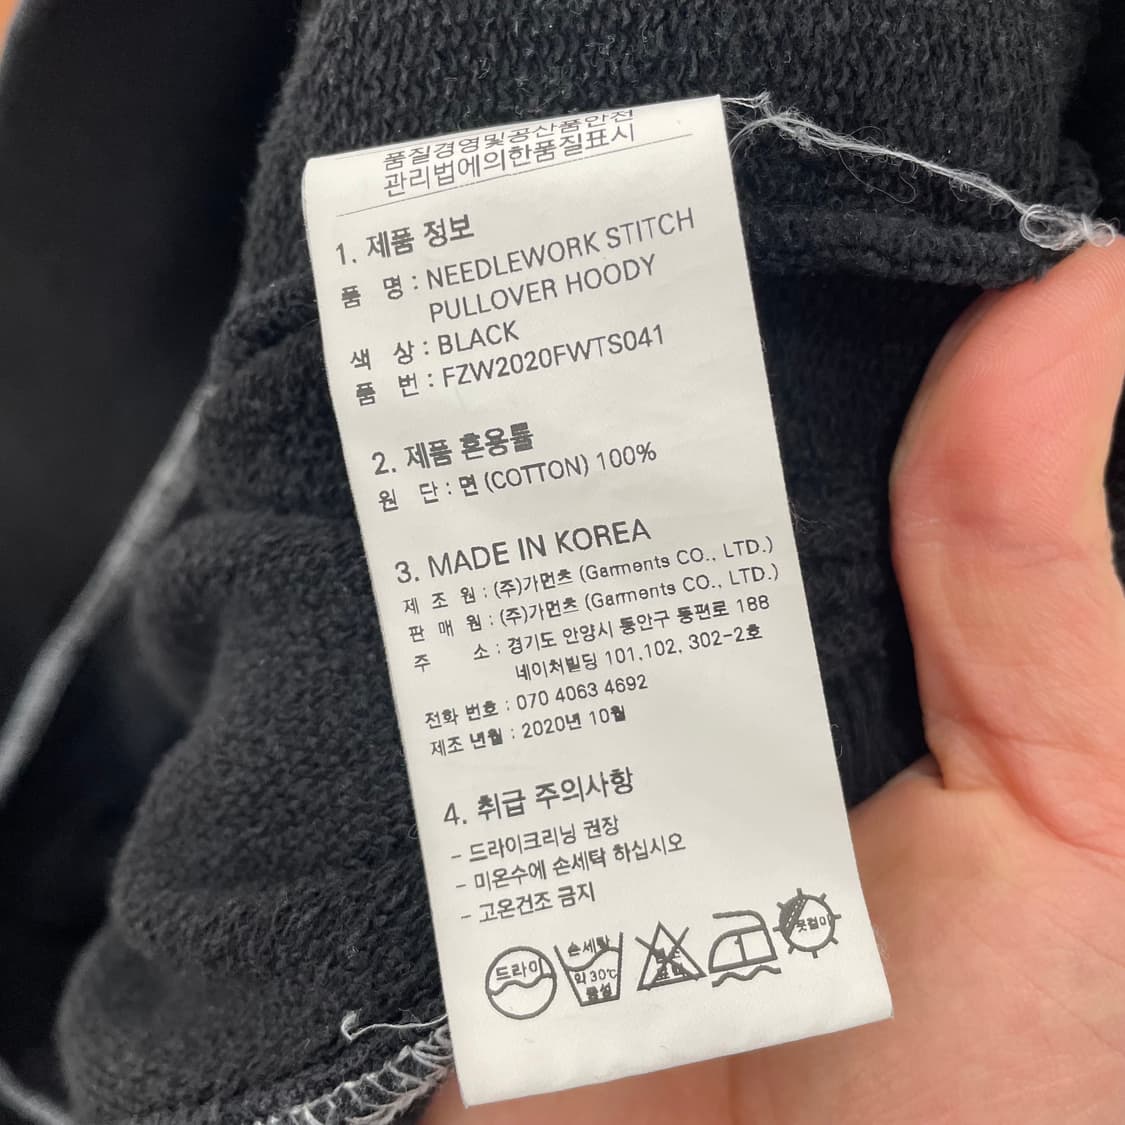 품질경영및공산품안전
관리법에의한품질표시
1. 제품 정보
품 명 : NEEDLEWORK STITCH
PULLOVER HOODY
색 상 : BLACK
품 번 : FZW2020FWTS041
2. 제품 혼용률
원 단 : 면 (COTTON) 100%
3. MADE IN KOREA
제 조 원 : (주)가먼츠 (Garments CO., LTD.)
판 매 원 : (주)가먼츠 (Garments CO., LTD.)
주 소 : 경기도 안양시 동안구 동편로 188
네이처빌딩 101,102, 302-2호
전화 번호 : 070 4063 4692
제조 년월 : 2020년 10월
4. 취급 주의사항
- 드라이크리닝 권장
- 미온수에 손세탁 하십시오
- 고온건조 금지
드라이
손세탁
약 30℃
중성
1
옷걸이